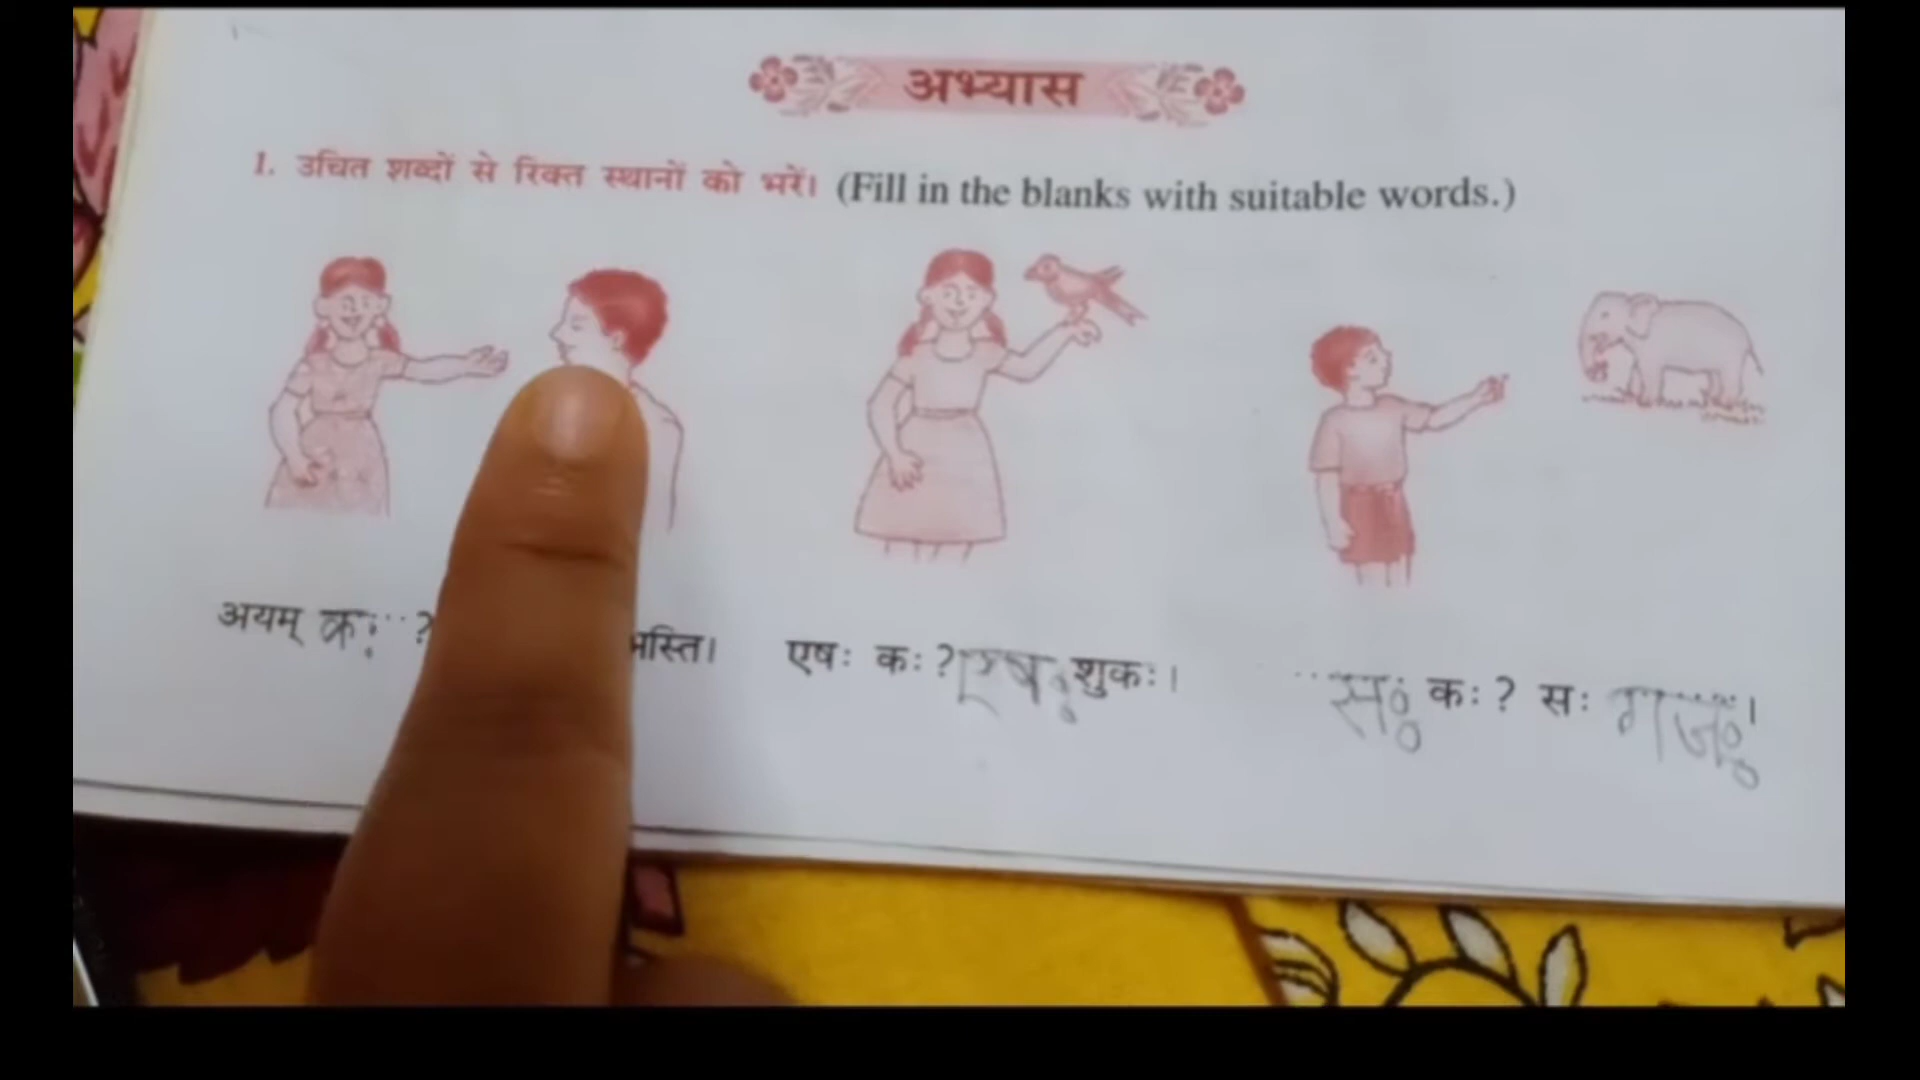 अभ्यास
1. उचित शब्दों से रिक्त स्थानों को भरें। (Fill in the blanks with suitable words.)
अयम् कः ? अस्ति। एषः कः ? एषः शुकः। सः कः ? सः गजः।